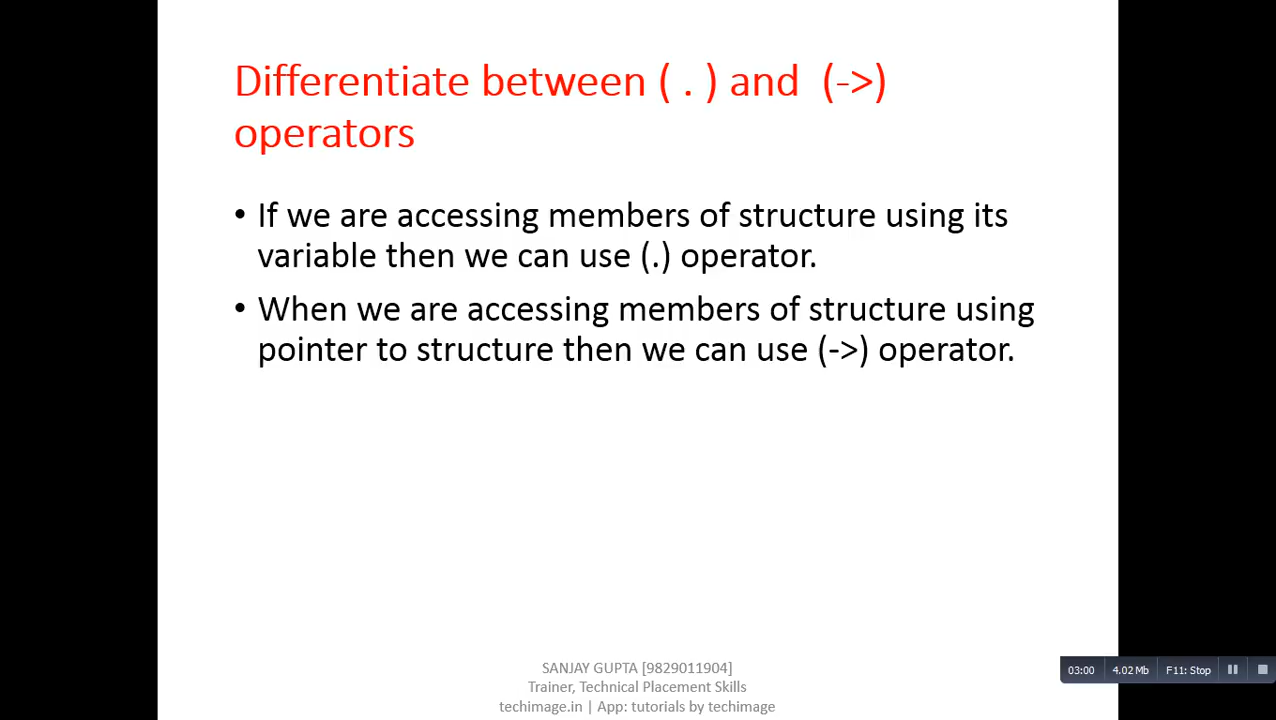 Differentiate between ( . ) and (->)
operators
• If we are accessing members of structure using its
variable then we can use (.) operator.
• When we are accessing members of structure using
pointer to structure then we can use (->) operator.
SANJAY GUPTA [9829011904]
Trainer, Technical Placement Skills
techimage.in | App: tutorials by techimage
03:00 4.02 Mb F11: Stop